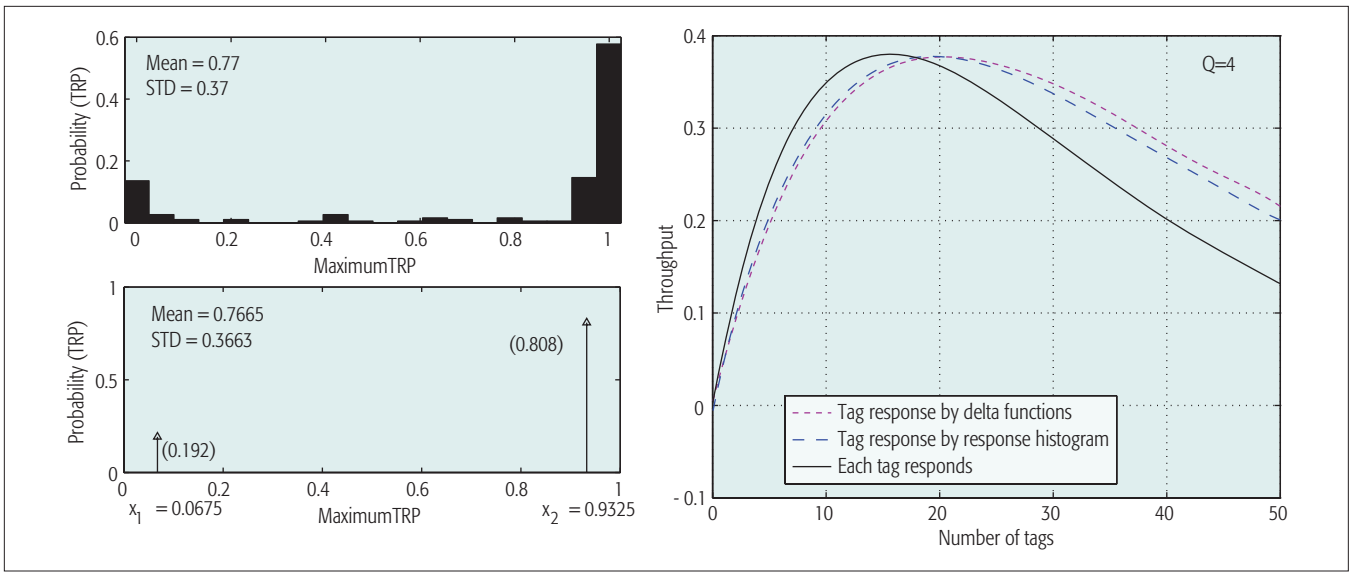 0.6
Mean = 0.77
STD = 0.37
0.4
0.2
0
Probability (TRP)
0 0.2 0.4 0.6 0.8 1
MaximumTRP
1
Mean = 0.7665
STD = 0.3663
(0.808)
0.5
(0.192)
0
Probability (TRP)
0 0.2 0.4 0.6 0.8 1
x1 = 0.0675 MaximumTRP x2 = 0.9325
0.4
Q=4
0.3
0.2
0.1
0
- 0.1
Throughput
Tag response by delta functions
Tag response by response histogram
Each tag responds
0 10 20 30 40 50
Number of tags